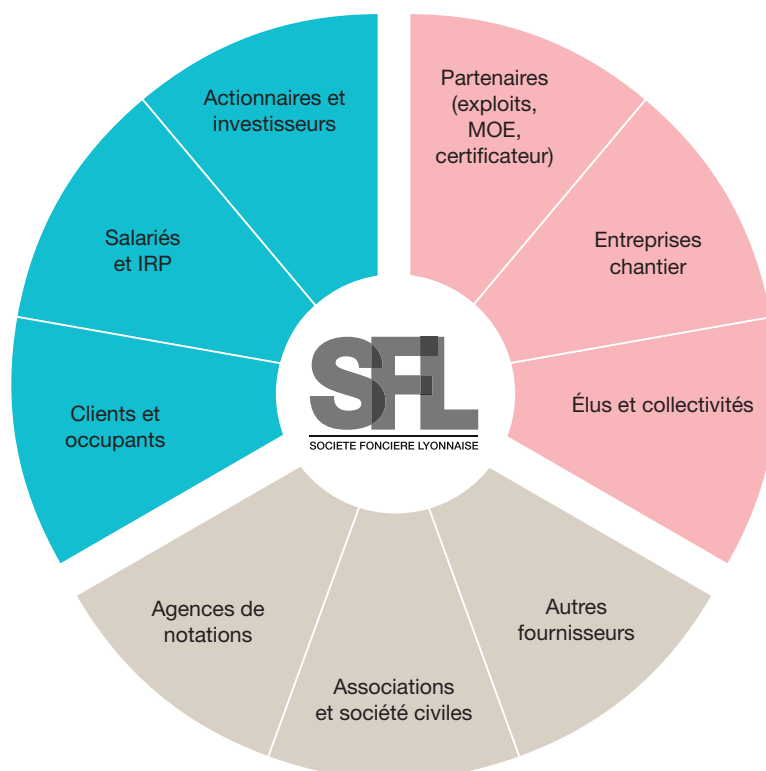 Actionnaires et
investisseurs
Partenaires
(exploits,
MOE,
certificateur)
Salariés
et IRP
Entreprises
chantier
Clients et
occupants
SFL
SOCIETE FONCIERE LYONNAISE
Élus et collectivités
Agences de
notations
Associations
et société civiles
Autres
fournisseurs